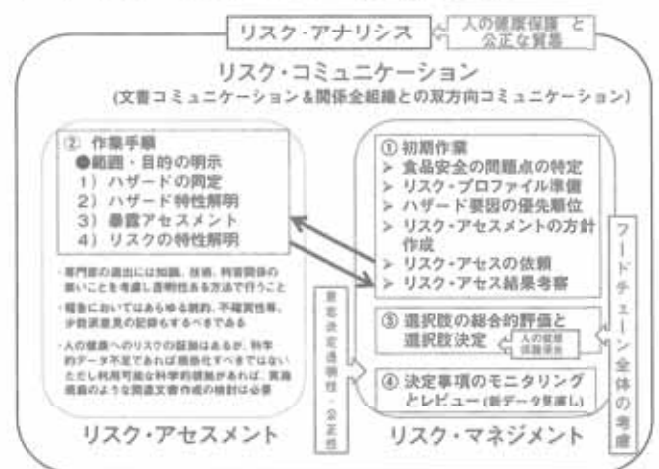 リスク・アナリシス
人の健康保護 と
公正な貿易
リスク・コミュニケーション
(文書コミュニケーション&関係全組織との双方向コミュニケーション)
② 作業手順
●範囲・目的の明示
1) ハザードの同定
2) ハザード特性解明
3) 暴露アセスメント
4) リスクの特性解明
・専門家の選出には知識、技術、利害関係の
無いことを考慮し透明性ある方法で行うこと
・報告においてはあらゆる制約、不確実性等、
少数派意見の記録もするべきである
・人の健康へのリスクの証拠はあるが、科学
的データ不足であれば規格化すべきではない
ただし利用可能な科学的根拠があれば、実施
規範のような関連文書作成の検討は必要
リスク・アセスメント
意思決定透明性・公正性
① 初期作業
➢ 食品安全の問題点の特定
➢ リスク・プロファイル準備
➢ ハザード要因の優先順位
➢ リスク・アセスメントの方針
作成
➢ リスク・アセスの依頼
➢ リスク・アセス結果考察
③ 選択肢の総合的評価と
選択肢決定
人の健康
保護優先
④ 決定事項のモニタリング
とレビュー(新データ見直し)
リスク・マネジメント
フードチェーン全体の考慮